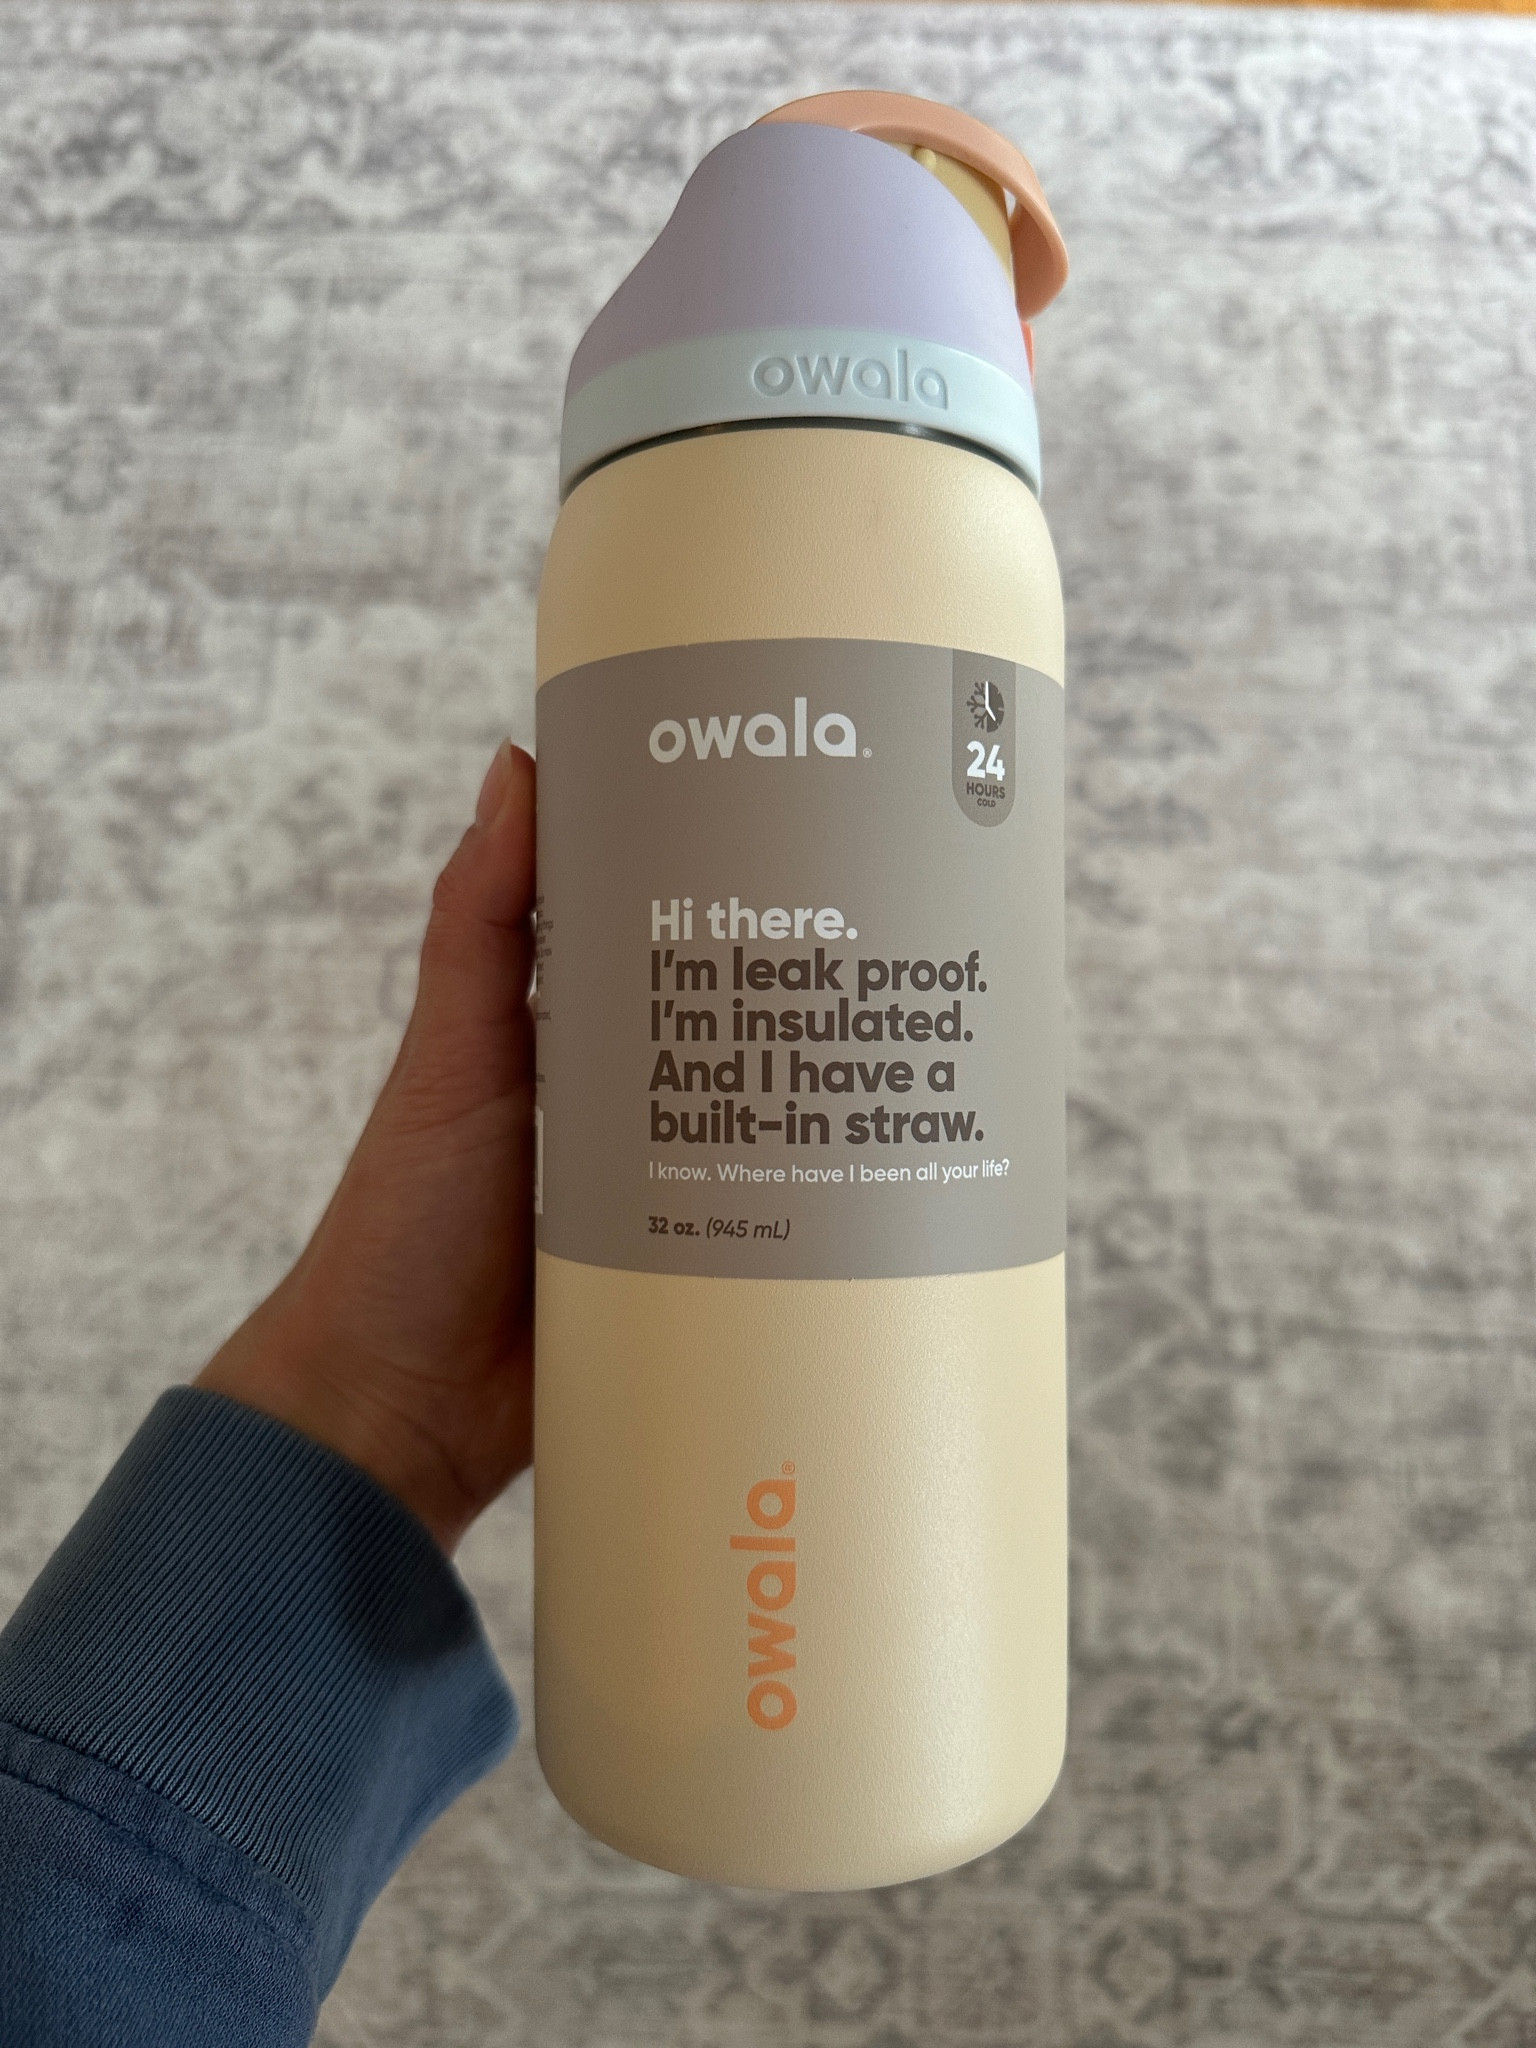 owala
owala®
24
HOURS
COLD
Hi there.
I'm leak proof.
I'm insulated.
And I have a
built-in straw.
I know. Where have I been all your life?
32 oz. (945 mL)
owala®